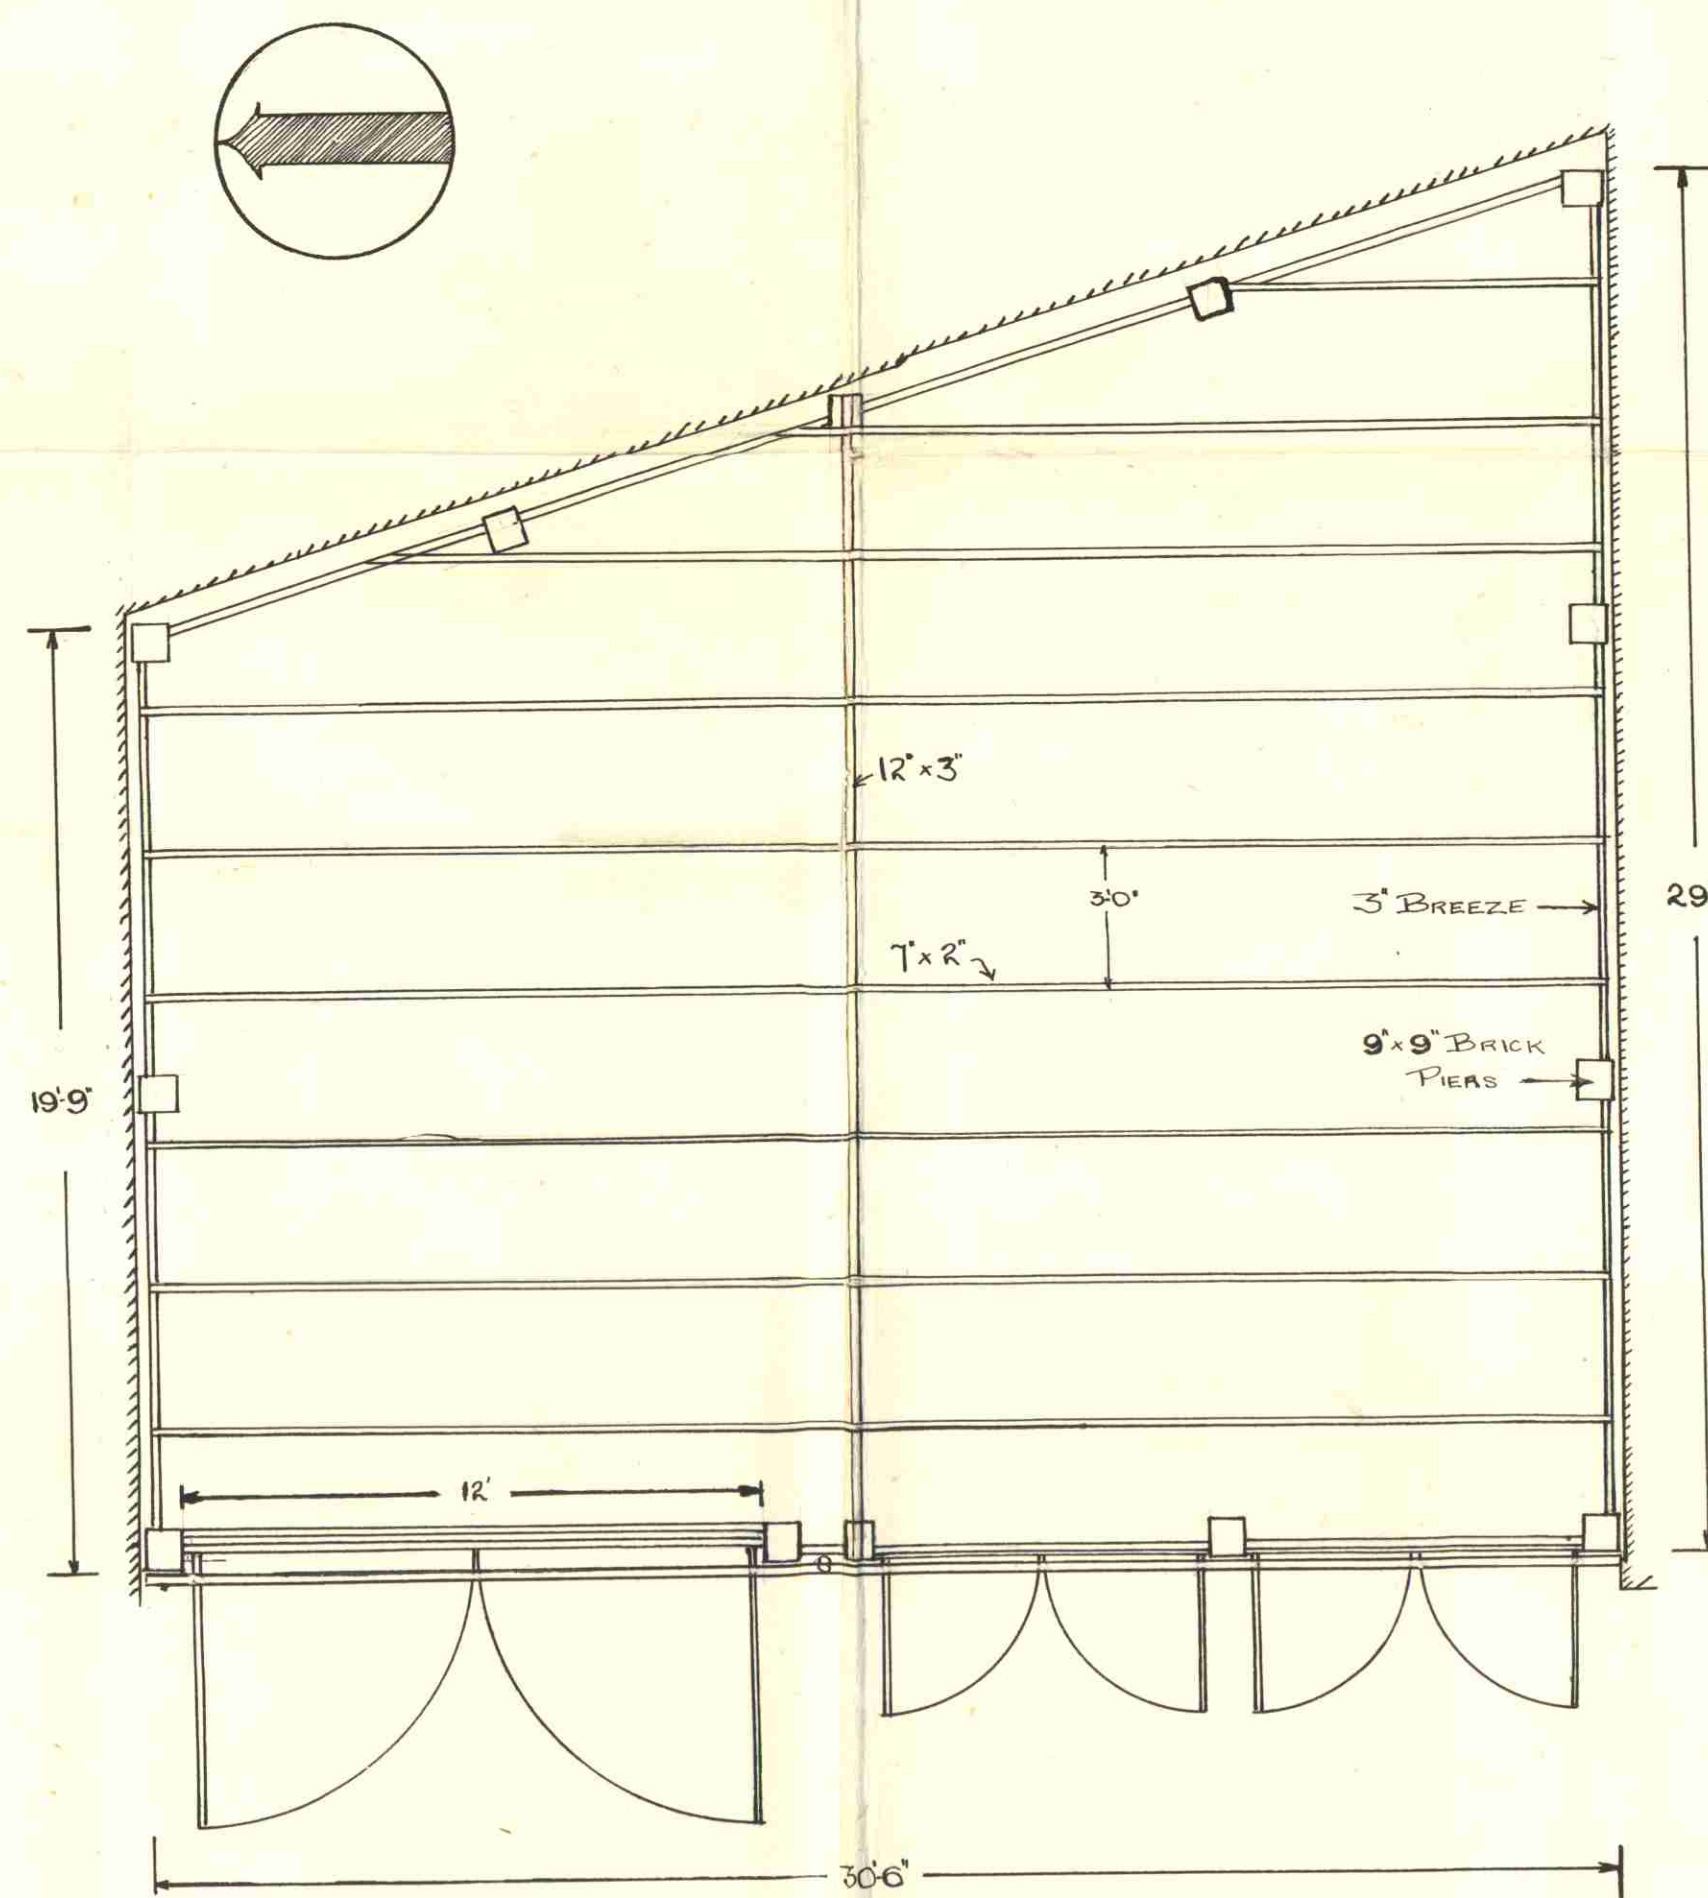 12" × 3"
3'0"
3" BREEZE
29
7" × 2"
9" × 9" BRICK
PIERS
19'-9"
12'
30'-6"